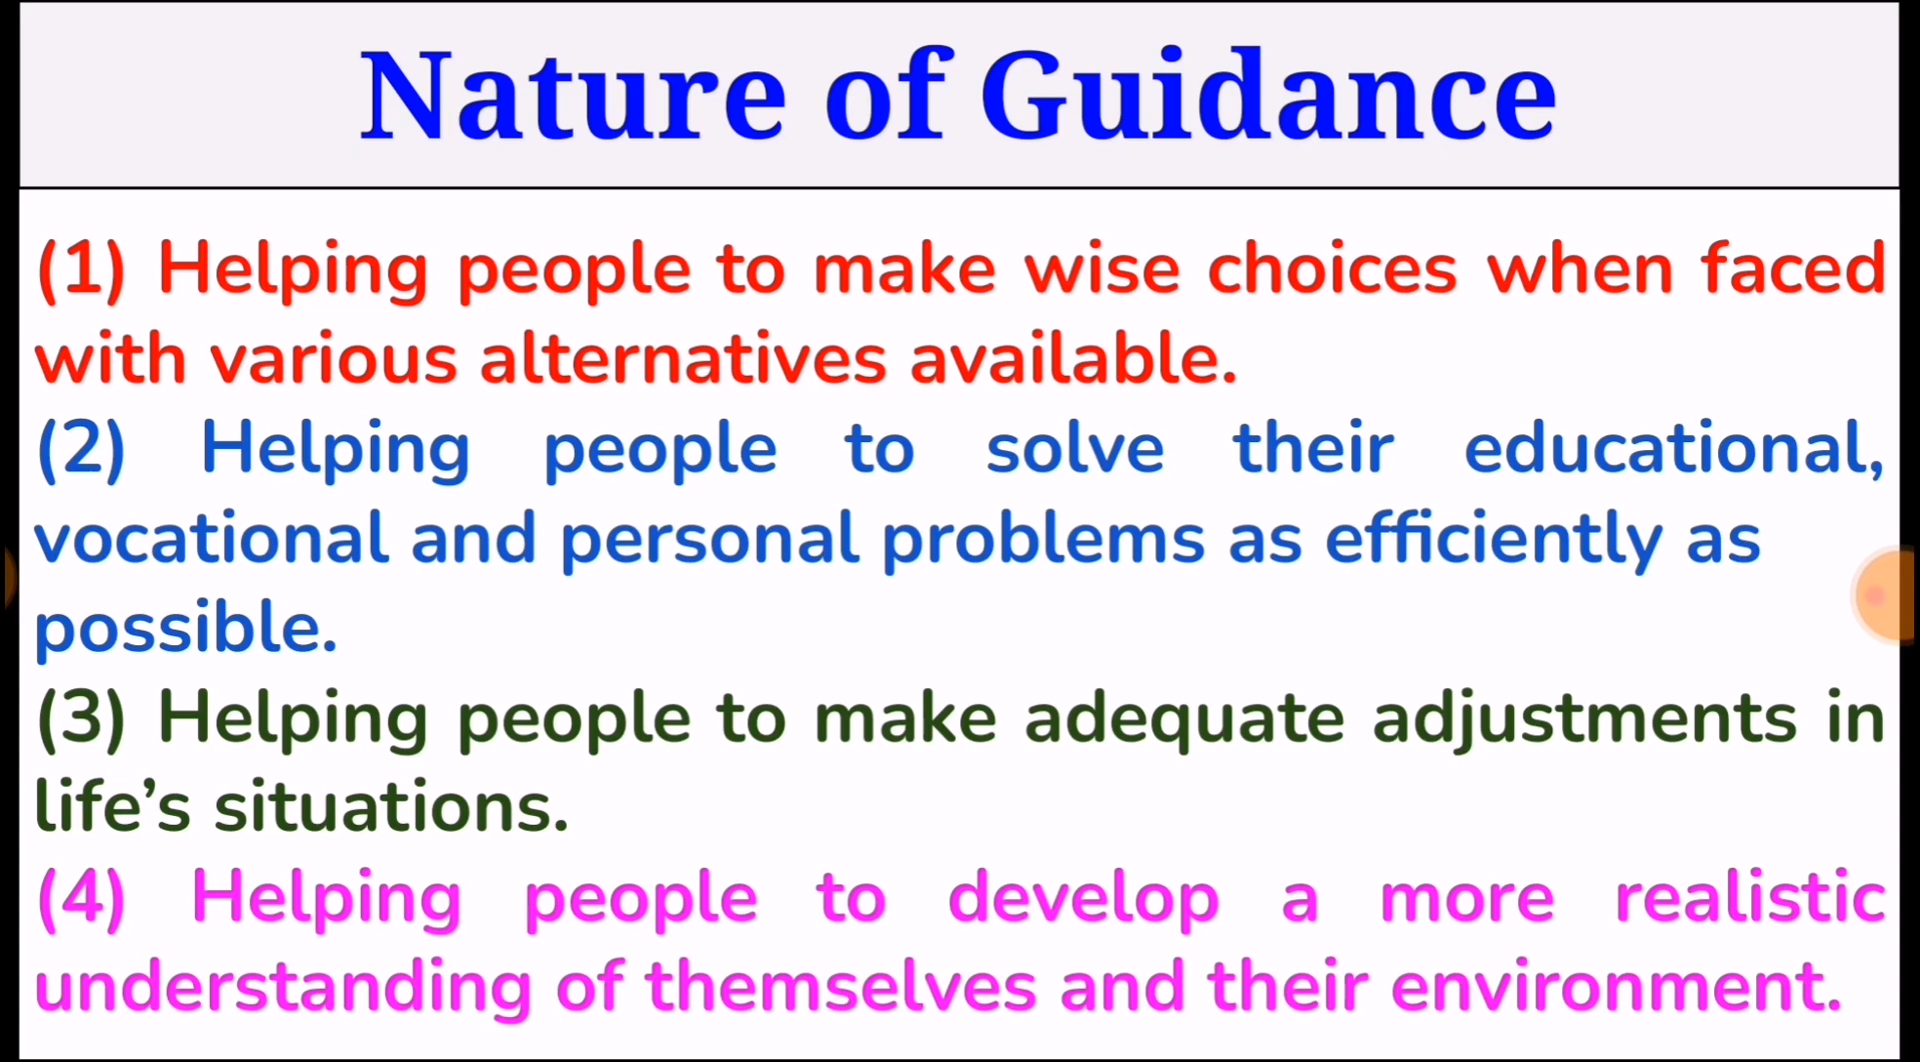 Nature of Guidance
(1) Helping people to make wise choices when faced
with various alternatives available.
(2) Helping people to solve their educational,
vocational and personal problems as efficiently as
possible.
(3) Helping people to make adequate adjustments in
life’s situations.
(4) Helping people to develop a more realistic
understanding of themselves and their environment.